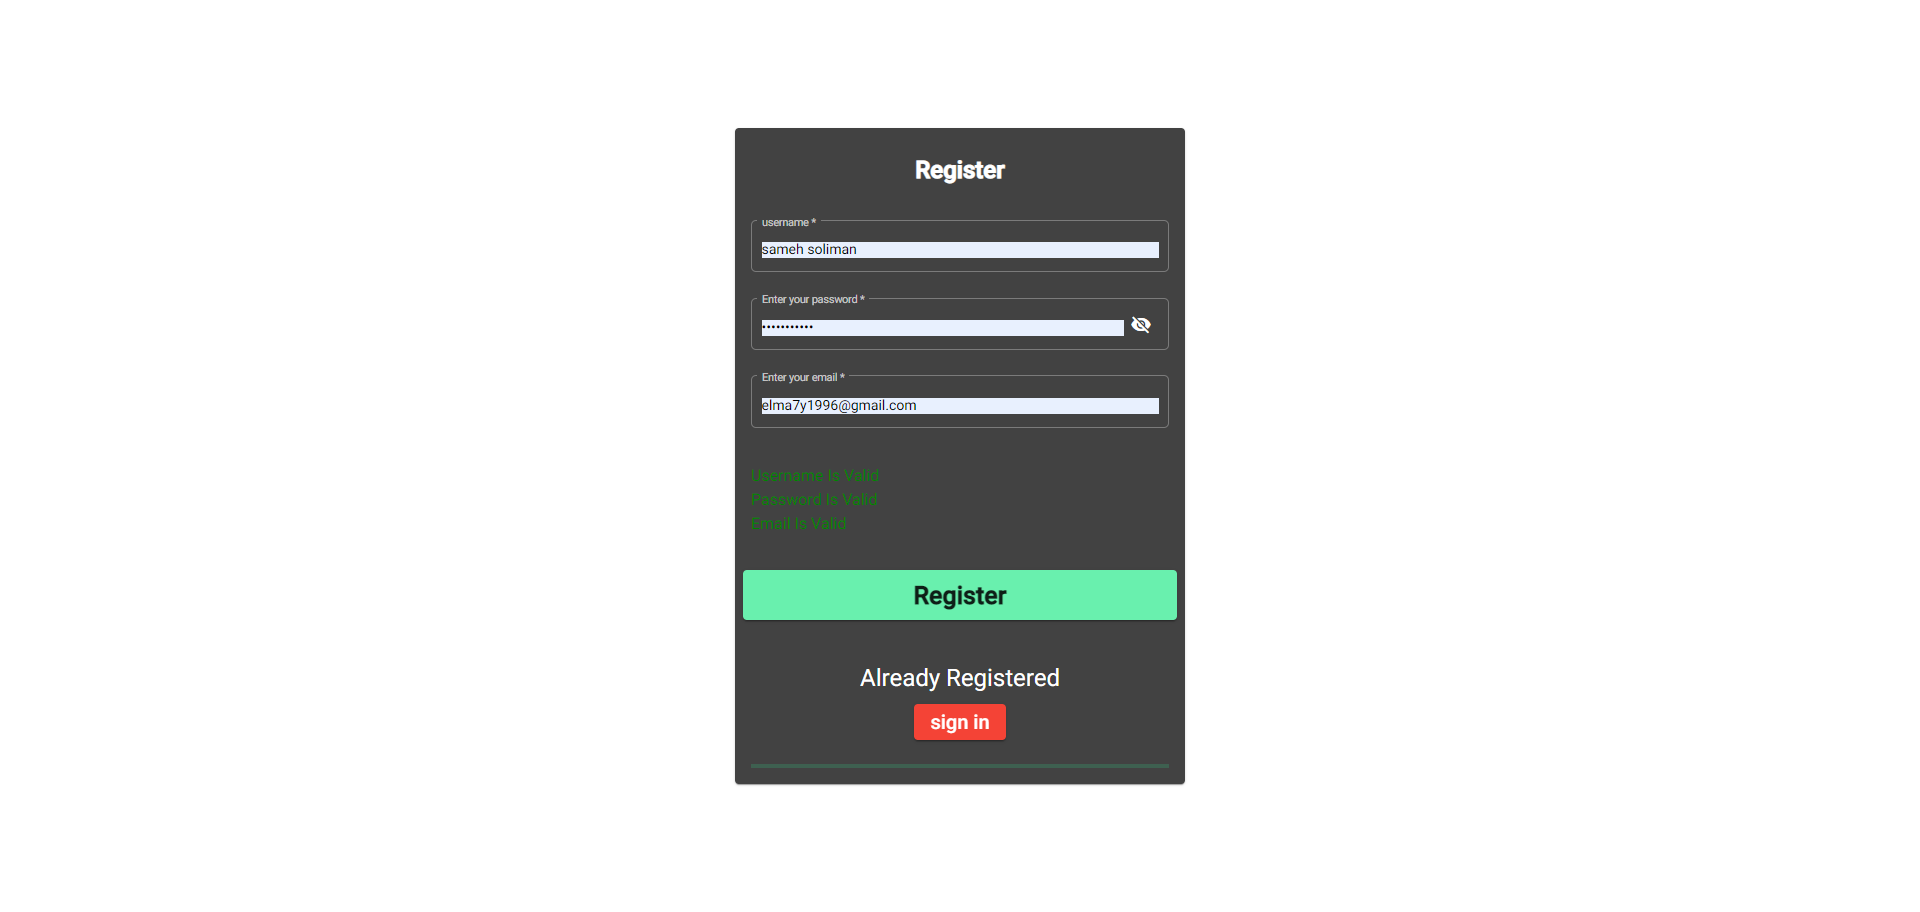 Register
username *
sameh soliman
Enter your password *
•••••••••••
Enter your email *
elma7y1996@gmail.com
Username Is Valid
Password Is Valid
Email Is Valid
Register
Already Registered
sign in